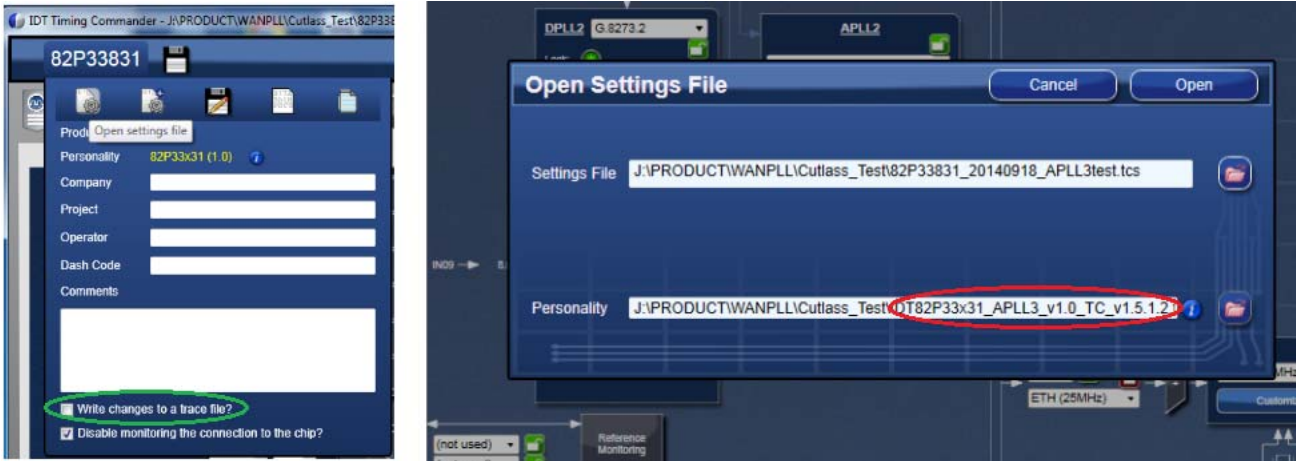 IDT Timing Commander - J:\PRODUCT\WANPLL\Cutlass_Test\82P338
82P33831
Open settings file
Personality 82P33x31 (1.0)
Company
Project
Operator
Dash Code
Comments
Write changes to a trace file?
Disable monitoring the connection to the chip?
DPLL2 G.8273.2
APLL2
Open Settings File Cancel Open
Settings File J:\PRODUCT\WANPLL\Cutlass_Test\82P33831_20140918_APLL3test.tcs
IN09
Personality J:\PRODUCT\WANPLL\Cutlass_Test\IDT82P33x31_APLL3_v1.0_TC_v1.5.1.2
ETH (25MHz)
(not used)
Reference
Monitoring